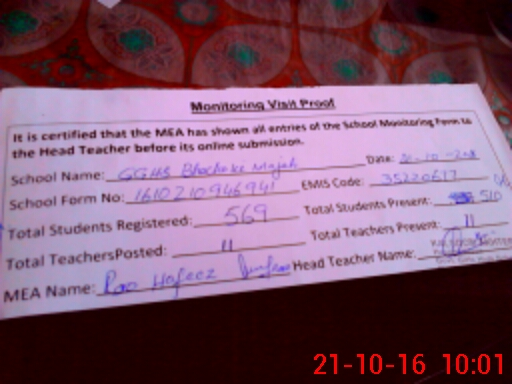 Monitoring Visit Proof
It is certified that the MEA has shown all entries of the School Monitoring Form to
the Head Teacher before its online submission.
School Name: GGHS Bhochoke Majah Date:
School Form No: 1610210946941 EMIS Code: 35220617
Total Students Registered: 569 Total Students Present: 510
Total TeachersPosted: 11 Total Teachers Present: 11
MEA Name: Rao Hafeez Head Teacher Name:
21-10-16 10:01